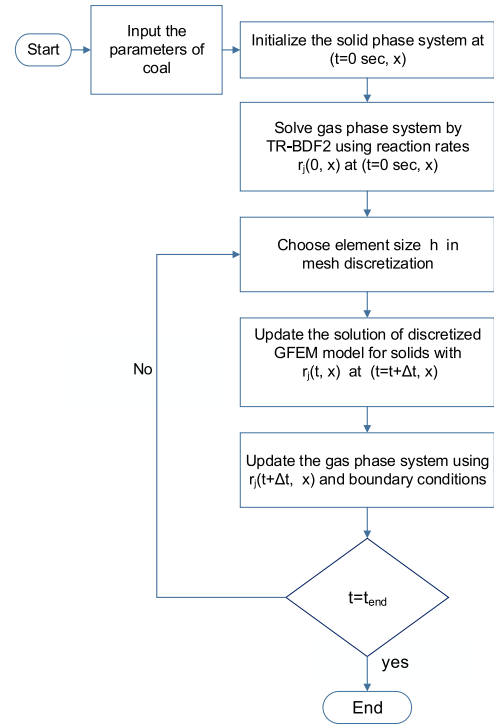 Start
Input the
parameters of
coal
Initialize the solid phase system at
(t=0 sec, x)
Solve gas phase system by
TR-BDF2 using reaction rates
rj(0, x) at (t=0 sec, x)
Choose element size h in
mesh discretization
Update the solution of discretized
GFEM model for solids with
rj(t, x) at (t=t+Δt, x)
No
Update the gas phase system using
rj(t+Δt, x) and boundary conditions
t=tend
yes
End